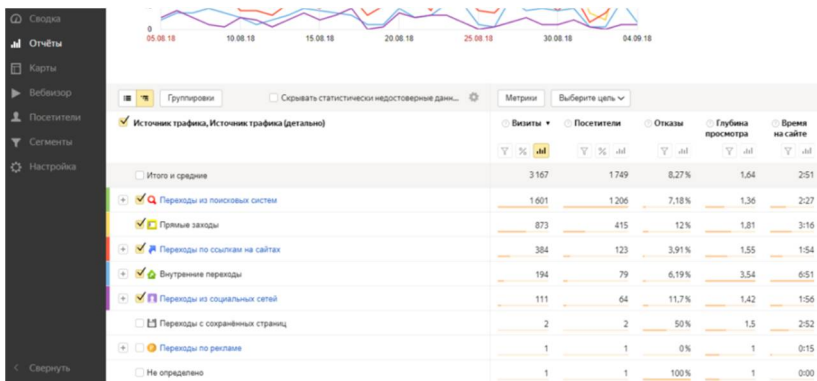 Сводка
Отчёты
Карты
Вебвизор
Посетители
Сегменты
Настройка
Свернуть
0
05.08.18 10.08.18 15.08.18 20.08.18 25.08.18 30.08.18 04.09.18
Группировки Скрывать статистически недостоверные данн... Метрики Выберите цель
Источник трафика, Источник трафика (детально) Визиты ▼ Посетители Отказы Глубина просмотра Время на сайте
Итого и средние 3 167 1 749 8,27 % 1,64 2:51
Переходы из поисковых систем 1 601 1 206 7,18 % 1,36 2:27
Прямые заходы 873 415 12 % 1,81 3:16
Переходы по ссылкам на сайтах 384 123 3,91 % 1,55 1:54
Внутренние переходы 194 79 6,19 % 3,54 6:51
Переходы из социальных сетей 111 64 11,7 % 1,42 1:56
Переходы с сохранённых страниц 2 2 50 % 1,5 2:52
Переходы по рекламе 1 1 0 % 1 0:15
Не определено 1 1 100 % 1 0:00